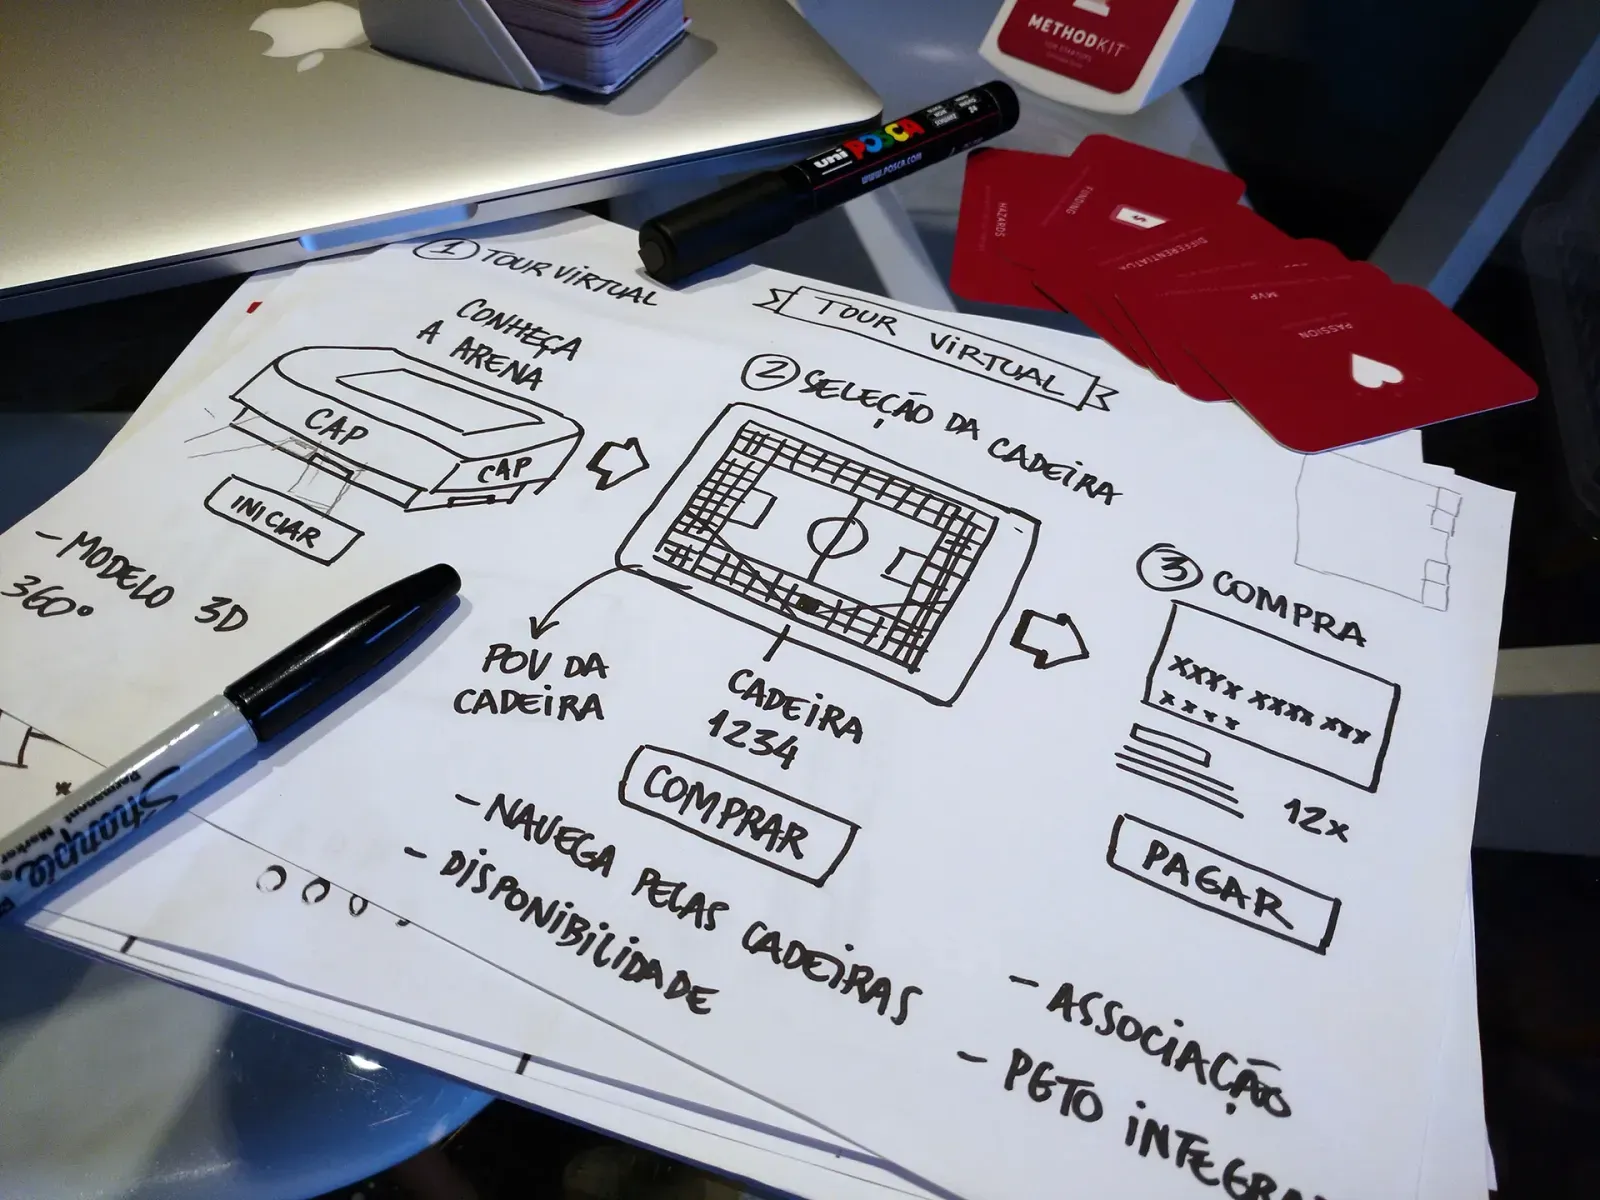 METHODKIT
FOR STARTUPS
uni POSCA
WWW.POSCA.COM
HAZARDS
FUNDING
$
DIFFERENTIATOR
MVP
PASSION
TOUR VIRTUAL
1 TOUR VIRTUAL
CONHEÇA
A ARENA
CAP
CAP
INICIAR
- MODELO 3D
360°
2 SELEÇÃO DA CADEIRA
POV DA
CADEIRA
CADEIRA
1234
COMPRAR
- NAVEGA PELAS CADEIRAS
- DISPONIBILIDADE
3 COMPRA
XXXX XXXX XXX
XXXX
12X
PAGAR
- ASSOCIAÇÃO
- PGTO INTEGRA
Sharpie
Permanent Marker